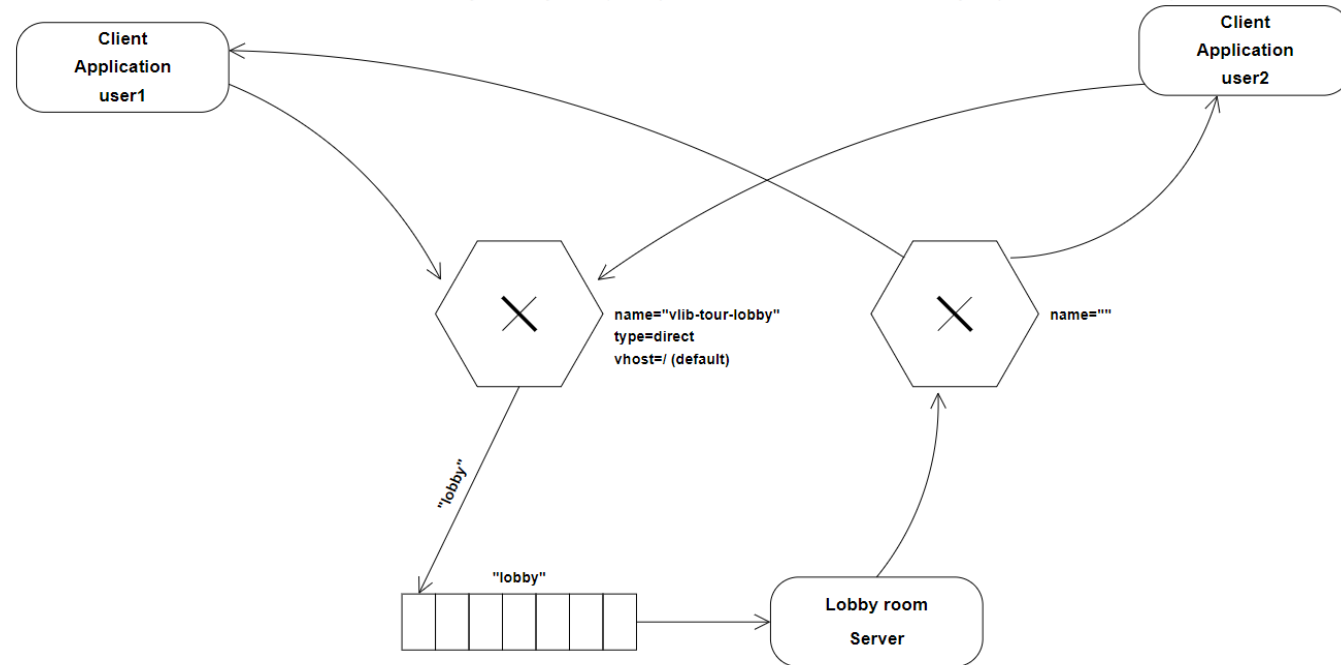 Client
Application
user1
Client
Application
user2
name="vlib-tour-lobby"
type=direct
vhost=/ (default)
name=""
"lobby"
"lobby"
Lobby room
Server